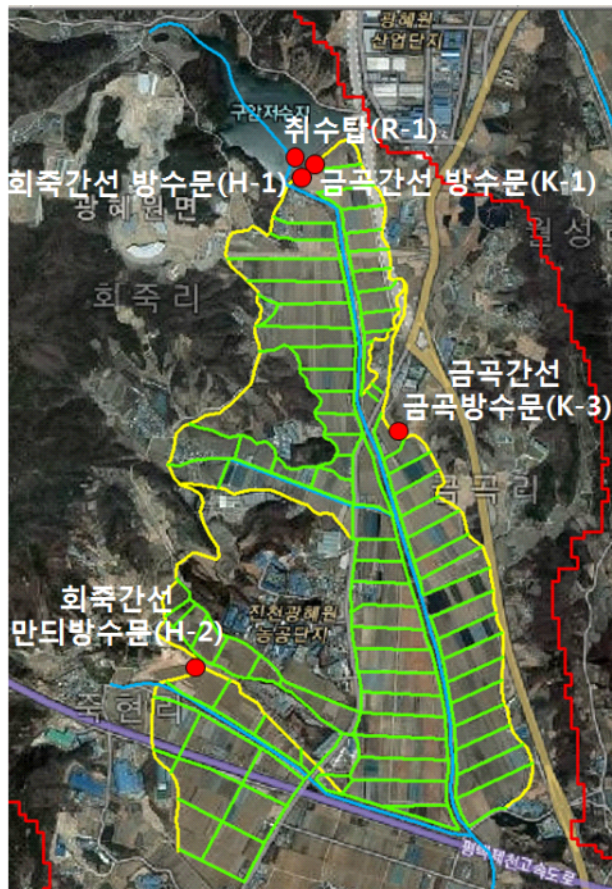 광혜원
산업단지
구암저수지
취수탑(R-1)
회죽간선 방수문(H-1)
금곡간선 방수문(K-1)
광혜원면
월성
회죽리
금곡간선
금곡방수문(K-3)
금곡리
회죽간선
만듸방수문(H-2)
진천광혜원
농공단지
죽현리
평택제천고속도로